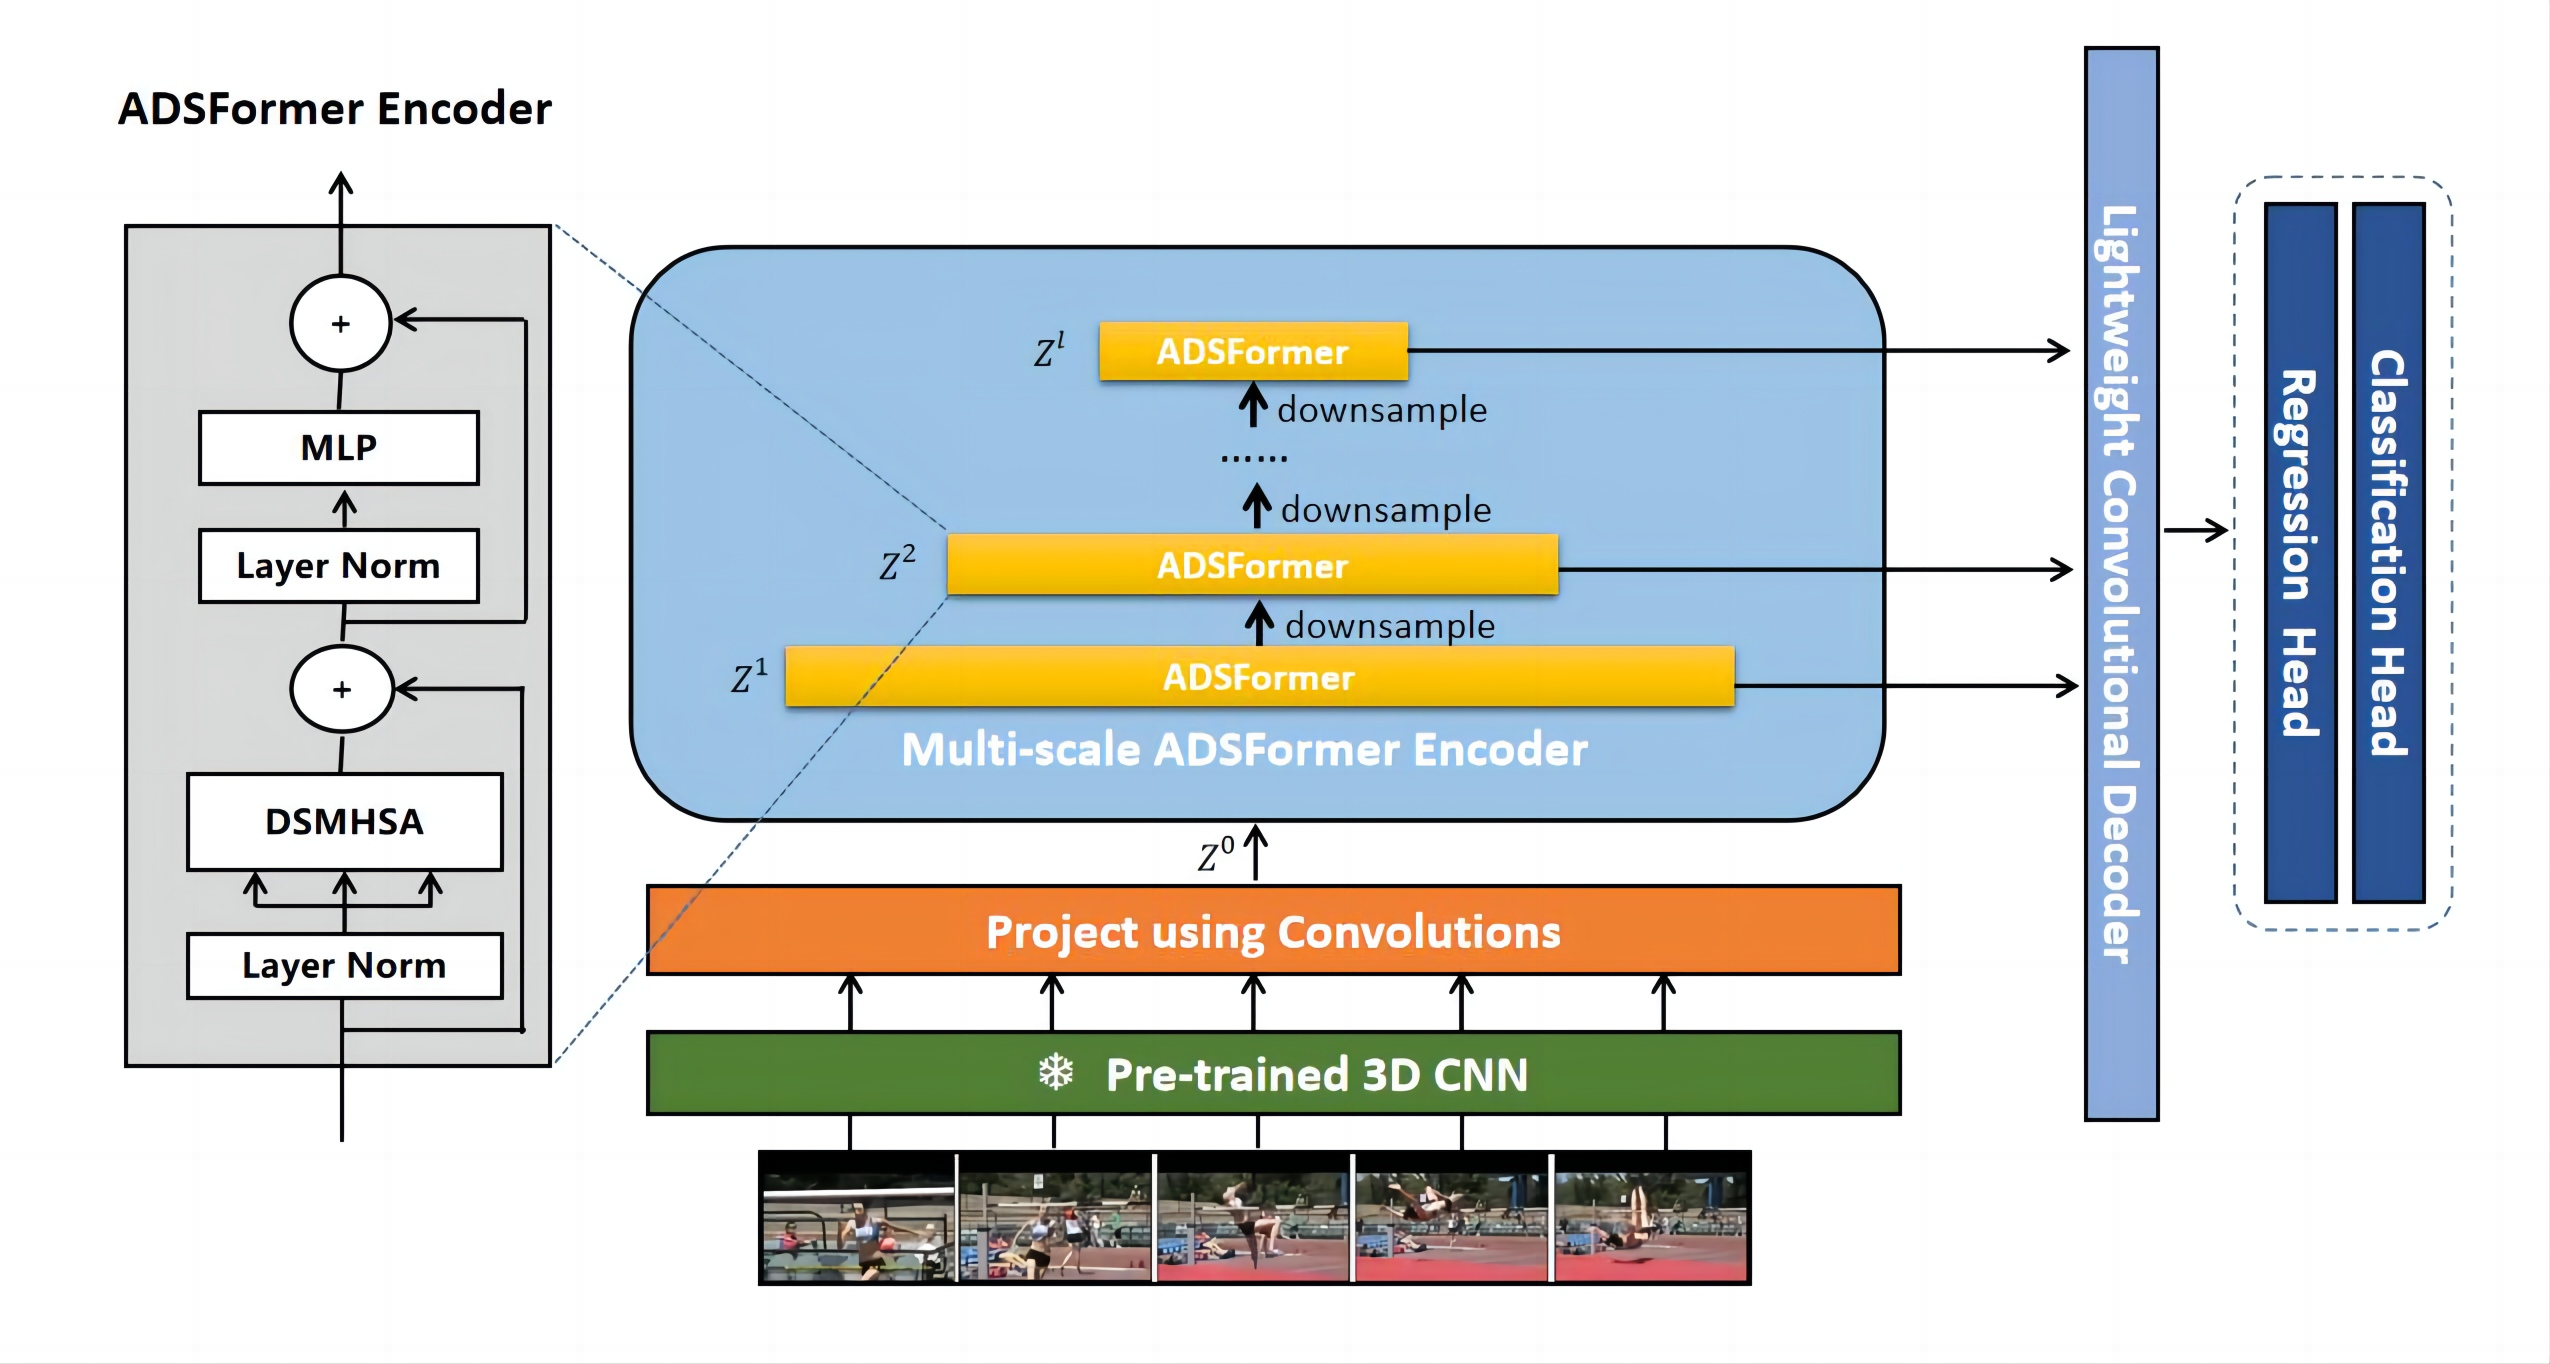 ADSFormer Encoder
+
MLP
Layer Norm
+
DSMHSA
Layer Norm
Z^l
ADSFormer
downsample
......
downsample
Z^2
ADSFormer
downsample
Z^1
ADSFormer
Multi-scale ADSFormer Encoder
Z^0
Project using Convolutions
Pre-trained 3D CNN
Lightweight Convolutional Decoder
Regression Head
Classification Head